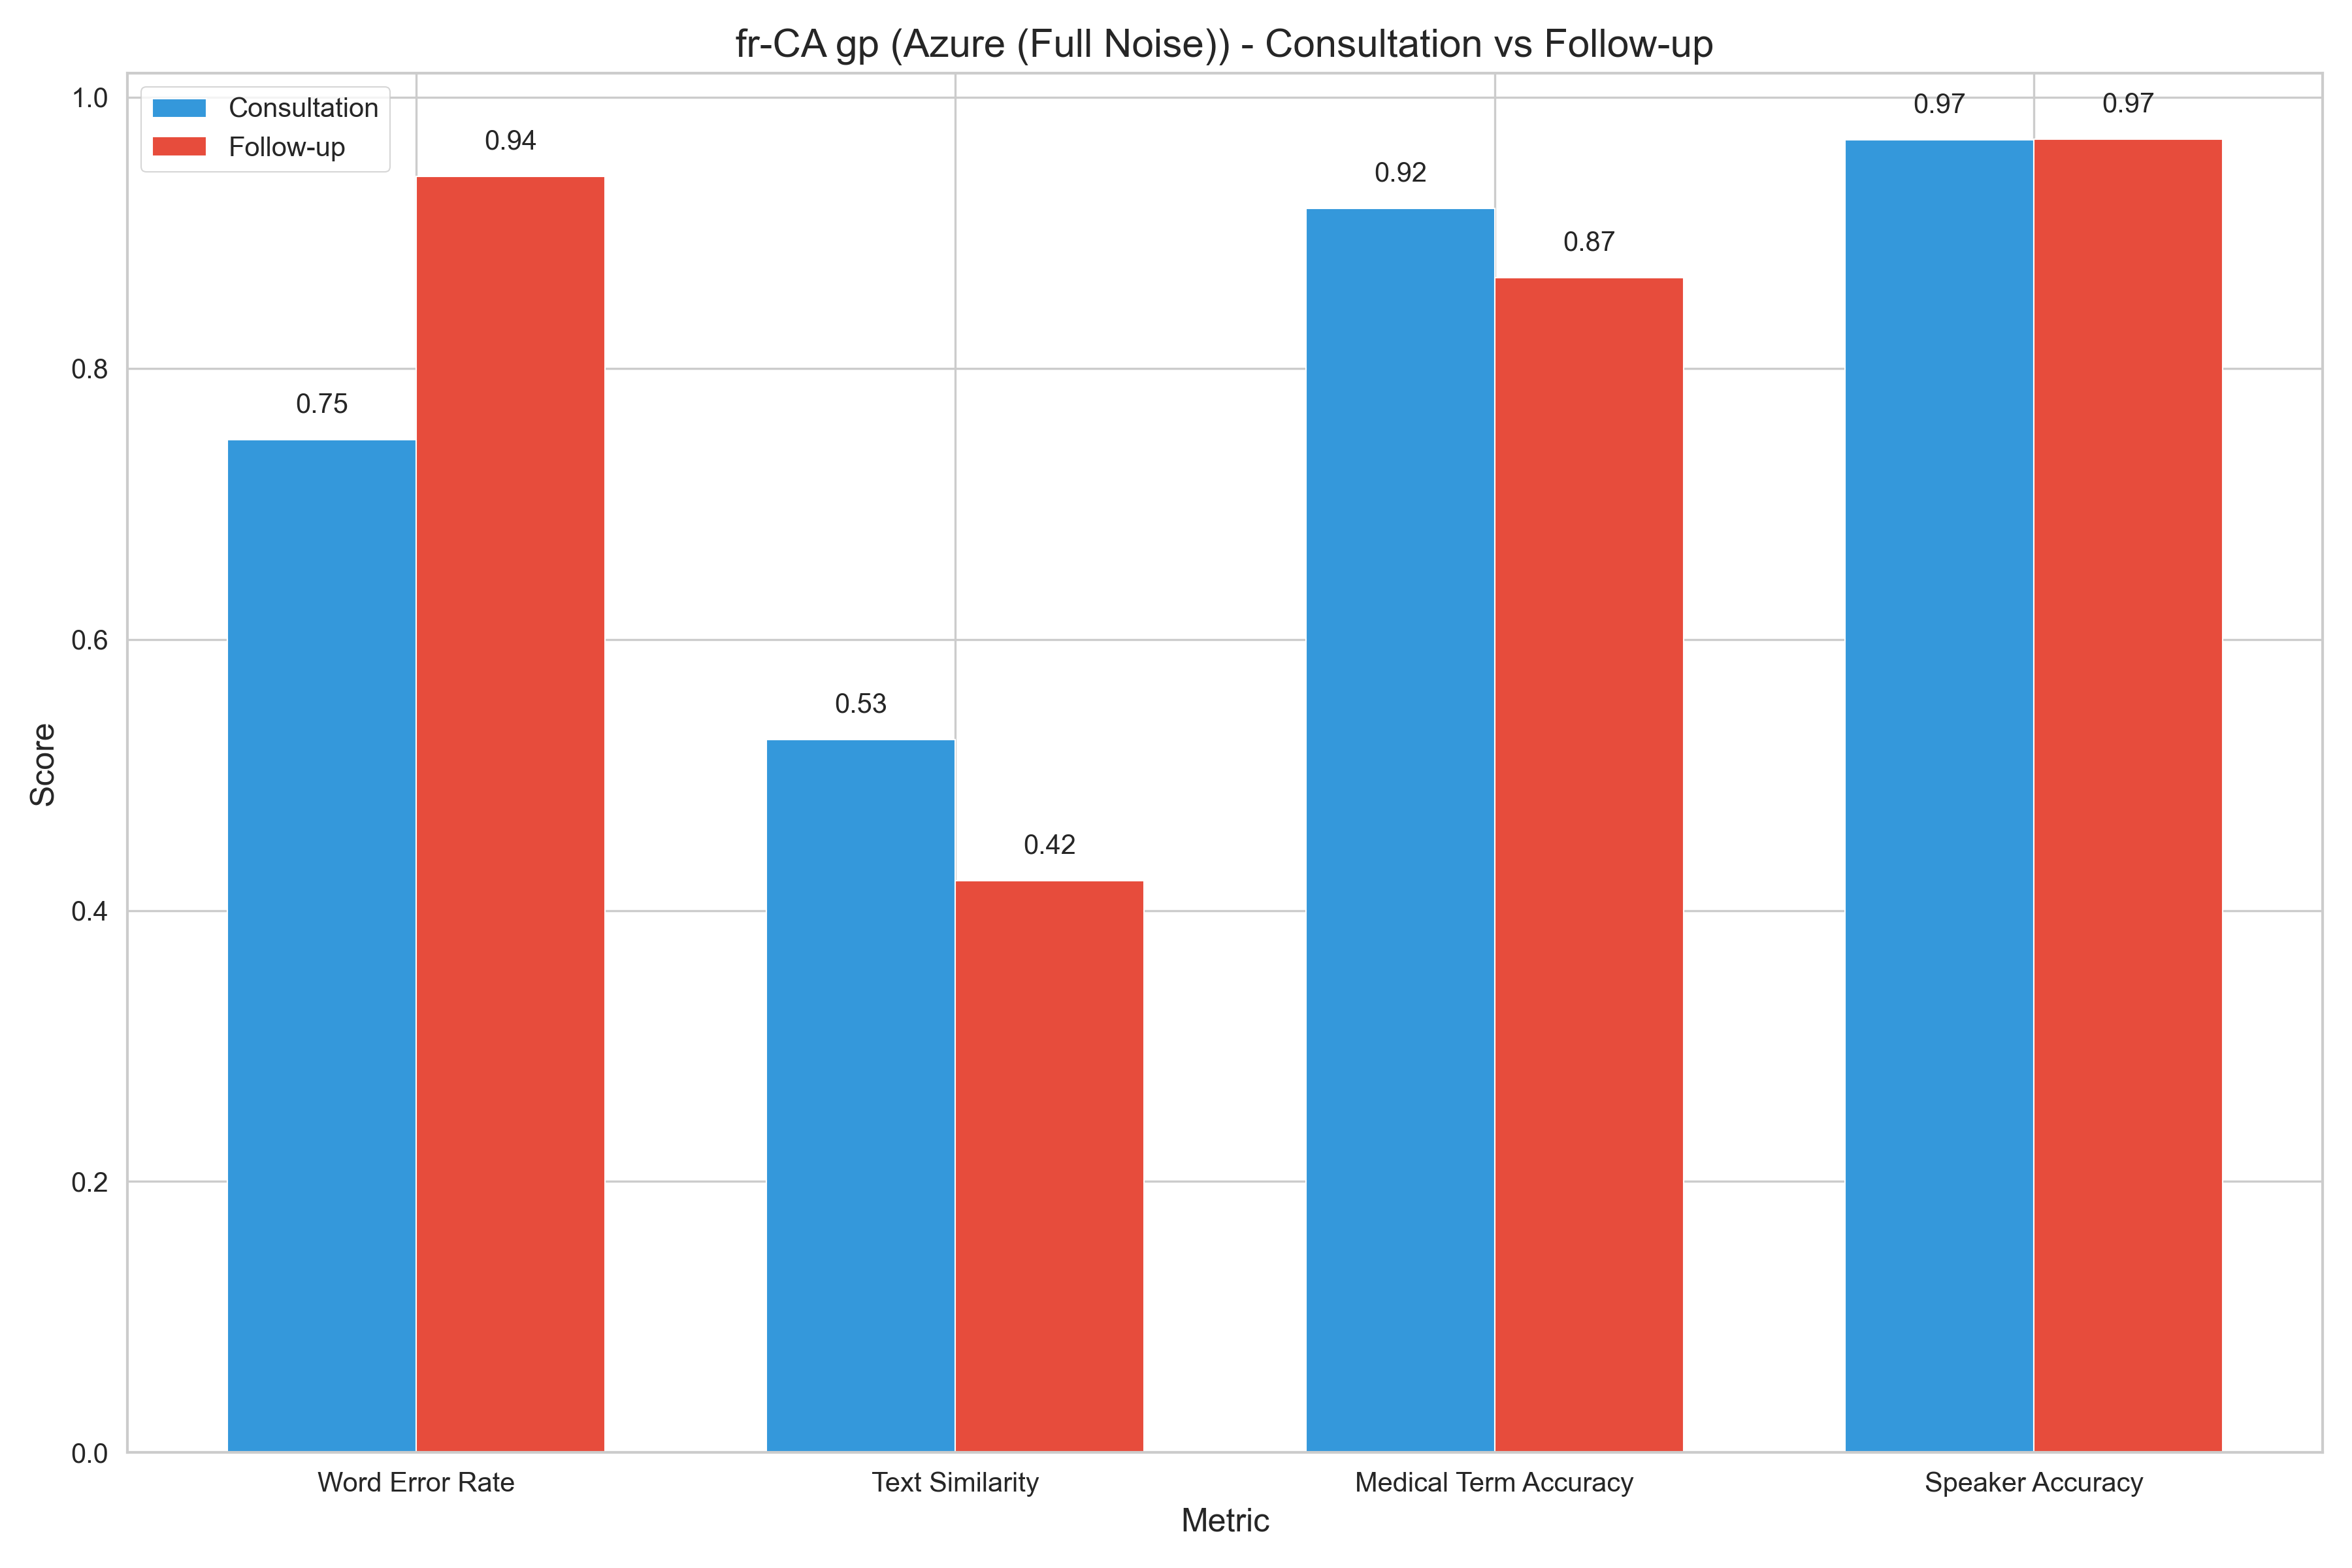 fr-CA gp (Azure (Full Noise)) - Consultation vs Follow-up
Consultation
Follow-up
1.0
0.8
0.6
0.4
0.2
0.0
Score
0.75
0.94
0.53
0.42
0.92
0.87
0.97
0.97
Word Error Rate
Text Similarity
Medical Term Accuracy
Speaker Accuracy
Metric